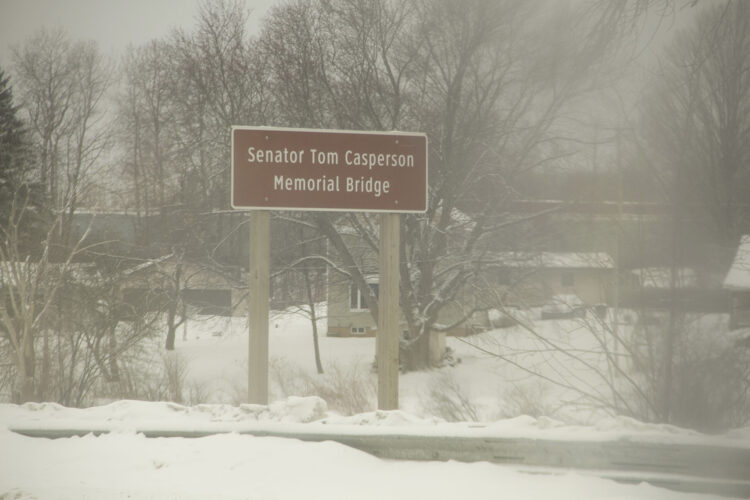 Senator Tom Casperson
Memorial Bridge